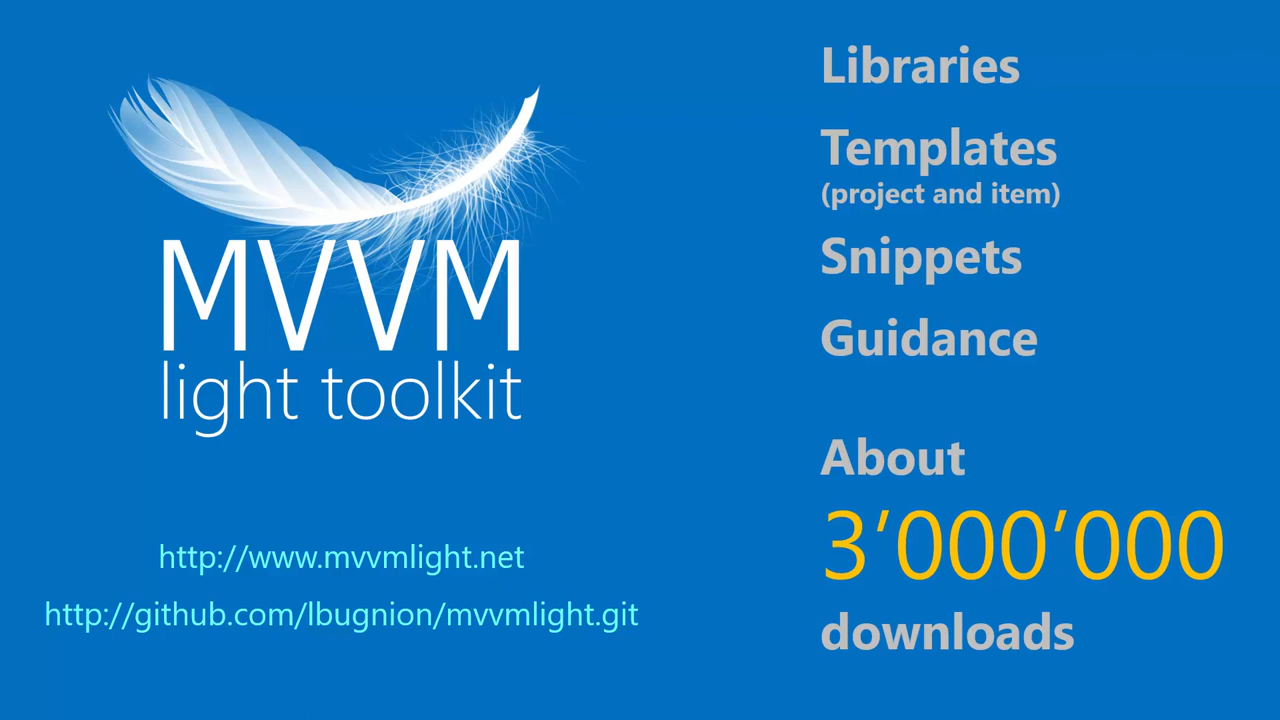 MVVM
light toolkit
http://www.mvvmlight.net
http://github.com/lbugnion/mvvmlight.git
Libraries
Templates
(project and item)
Snippets
Guidance
About
3’000’000
downloads